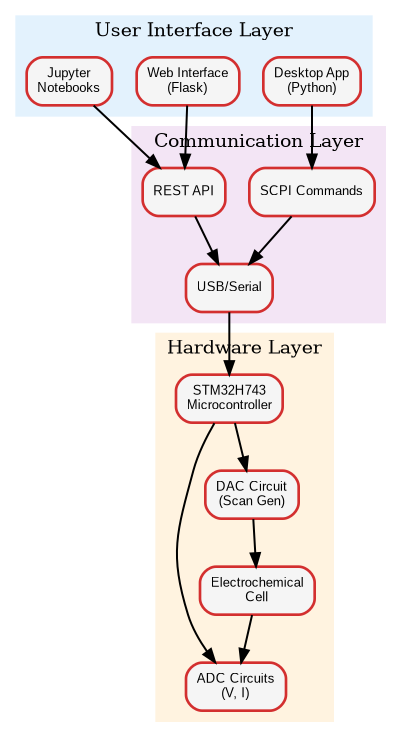 User Interface Layer
Jupyter
Notebooks
Web Interface
(Flask)
Desktop App
(Python)
Communication Layer
REST API
SCPI Commands
USB/Serial
Hardware Layer
STM32H743
Microcontroller
DAC Circuit
(Scan Gen)
Electrochemical
Cell
ADC Circuits
(V, I)